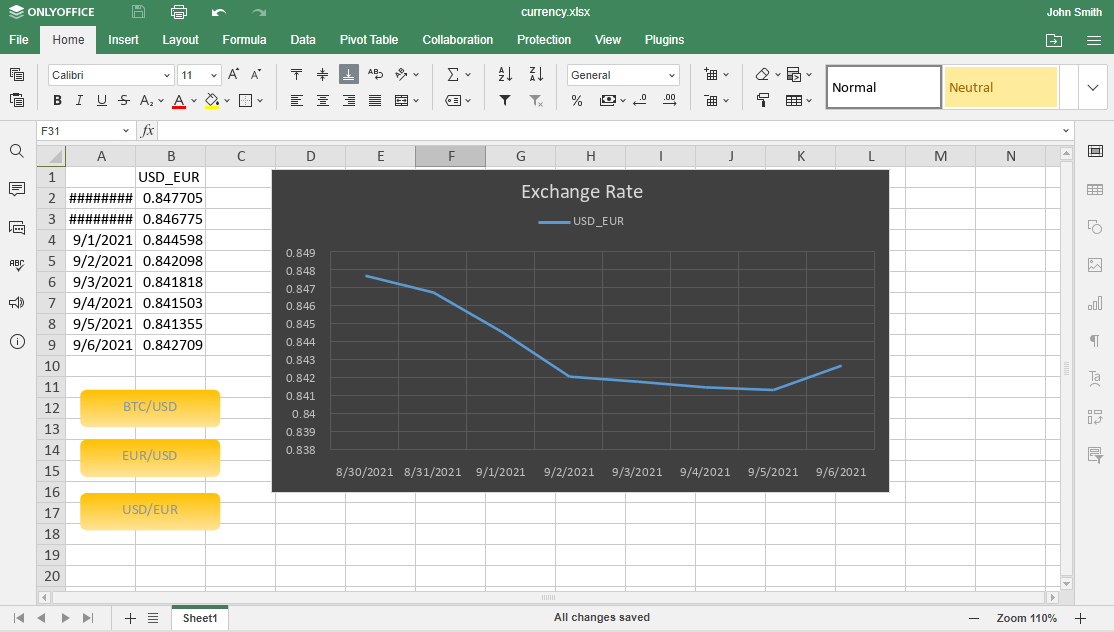 ONLYOFFICE currency.xlsx John Smith
File Home Insert Layout Formula Data Pivot Table Collaboration Protection View Plugins
Calibri 11 A A ab Σ A Z Z A General Normal Neutral
B I U S A₂ A % .0 .00
F31 fx
A B C D E F G H I J K L M N
1 USD_EUR
2 ######## 0.847705
3 ######## 0.846775
4 9/1/2021 0.844598
5 9/2/2021 0.842098
6 9/3/2021 0.841818
7 9/4/2021 0.841503
8 9/5/2021 0.841355
9 9/6/2021 0.842709
10
11
12
13
14
15
16
17
18
19
20
BTC/USD
EUR/USD
USD/EUR
Exchange Rate
USD_EUR
0.849
0.848
0.847
0.846
0.845
0.844
0.843
0.842
0.841
0.84
0.839
0.838
8/30/2021 8/31/2021 9/1/2021 9/2/2021 9/3/2021 9/4/2021 9/5/2021 9/6/2021
ABC
Ta
Sheet1 All changes saved Zoom 110%